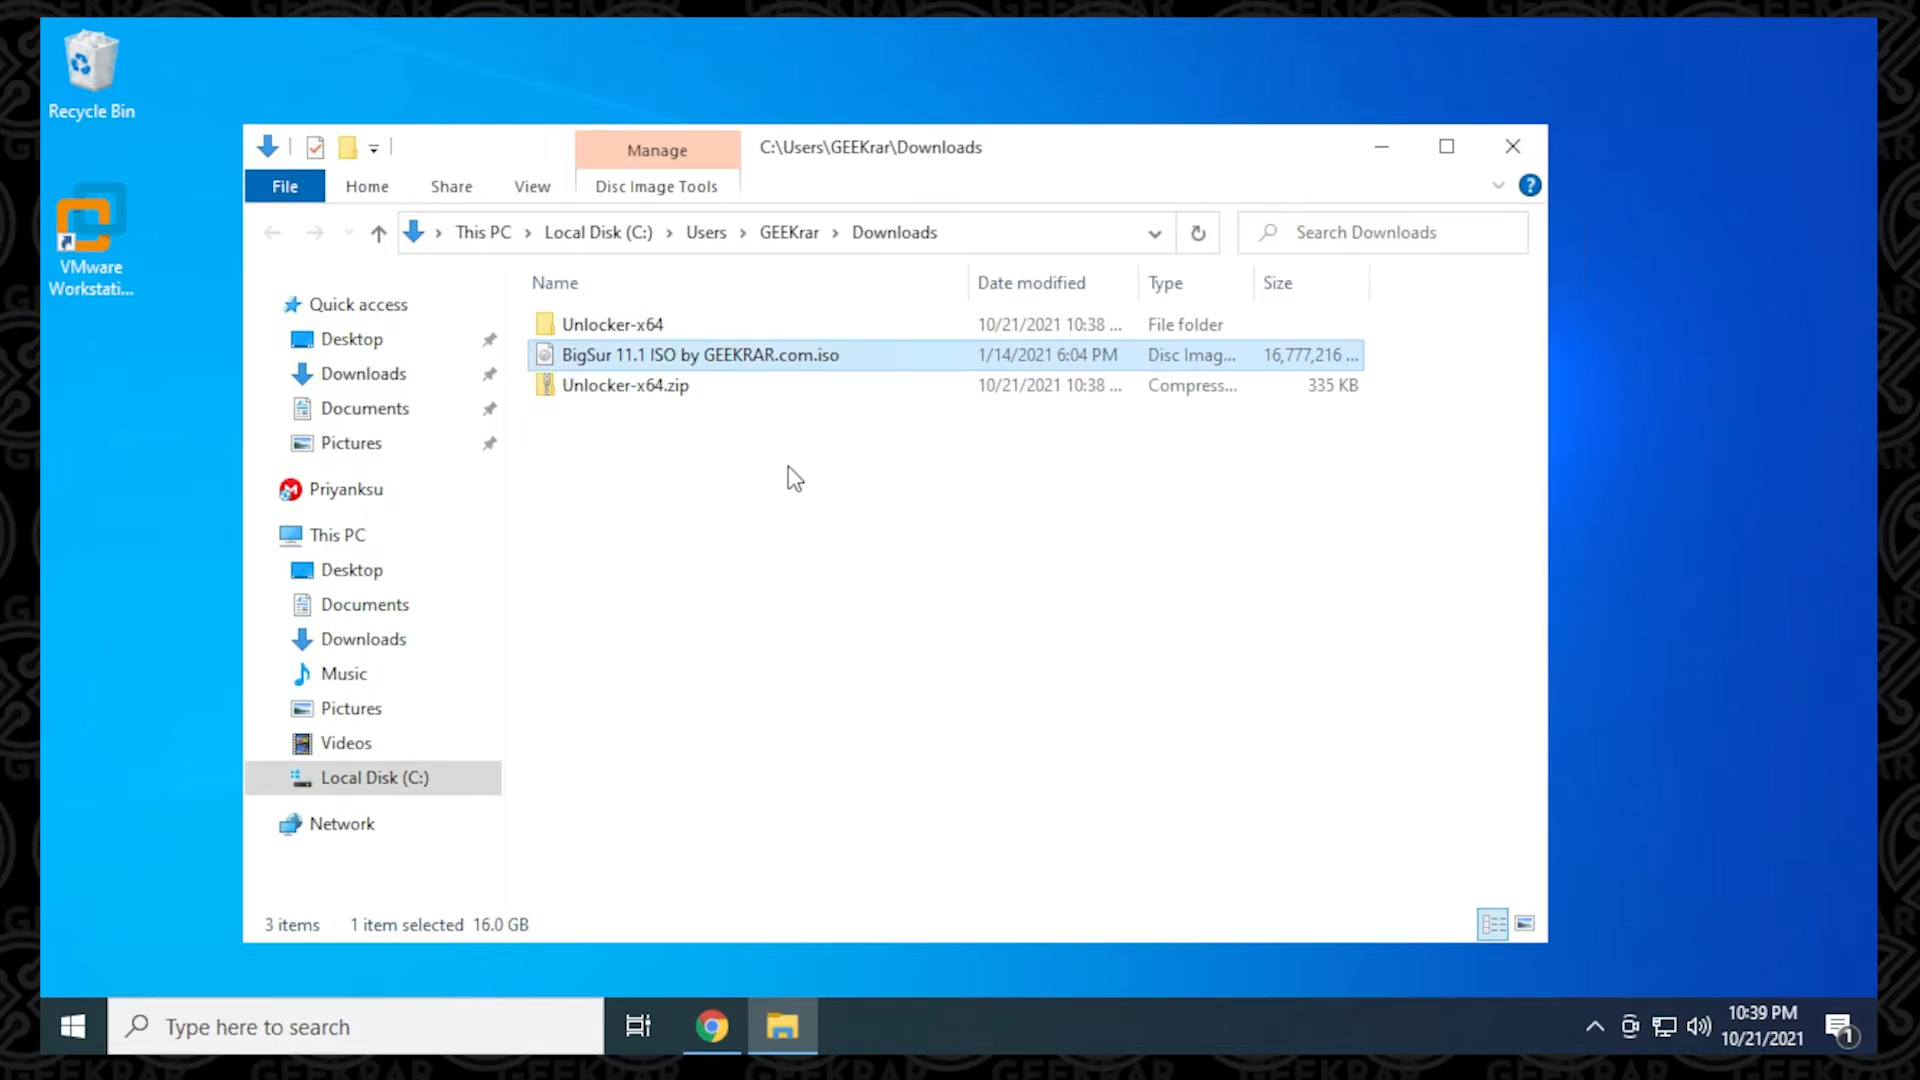 Recycle Bin
VMware
Workstati...
Manage
C:\Users\GEEKrar\Downloads
File
Home
Share
View
Disc Image Tools
This PC
Local Disk (C:)
Users
GEEKrar
Downloads
Search Downloads
Name
Date modified
Type
Size
Unlocker-x64
10/21/2021 10:38 ...
File folder
BigSur 11.1 ISO by GEEKRAR.com.iso
1/14/2021 6:04 PM
Disc Imag...
16,777,216 ...
Unlocker-x64.zip
10/21/2021 10:38 ...
Compress...
335 KB
Quick access
Desktop
Downloads
Documents
Pictures
Priyanksu
This PC
Desktop
Documents
Downloads
Music
Pictures
Videos
Local Disk (C:)
Network
3 items
1 item selected 16.0 GB
Type here to search
10:39 PM
10/21/2021
1